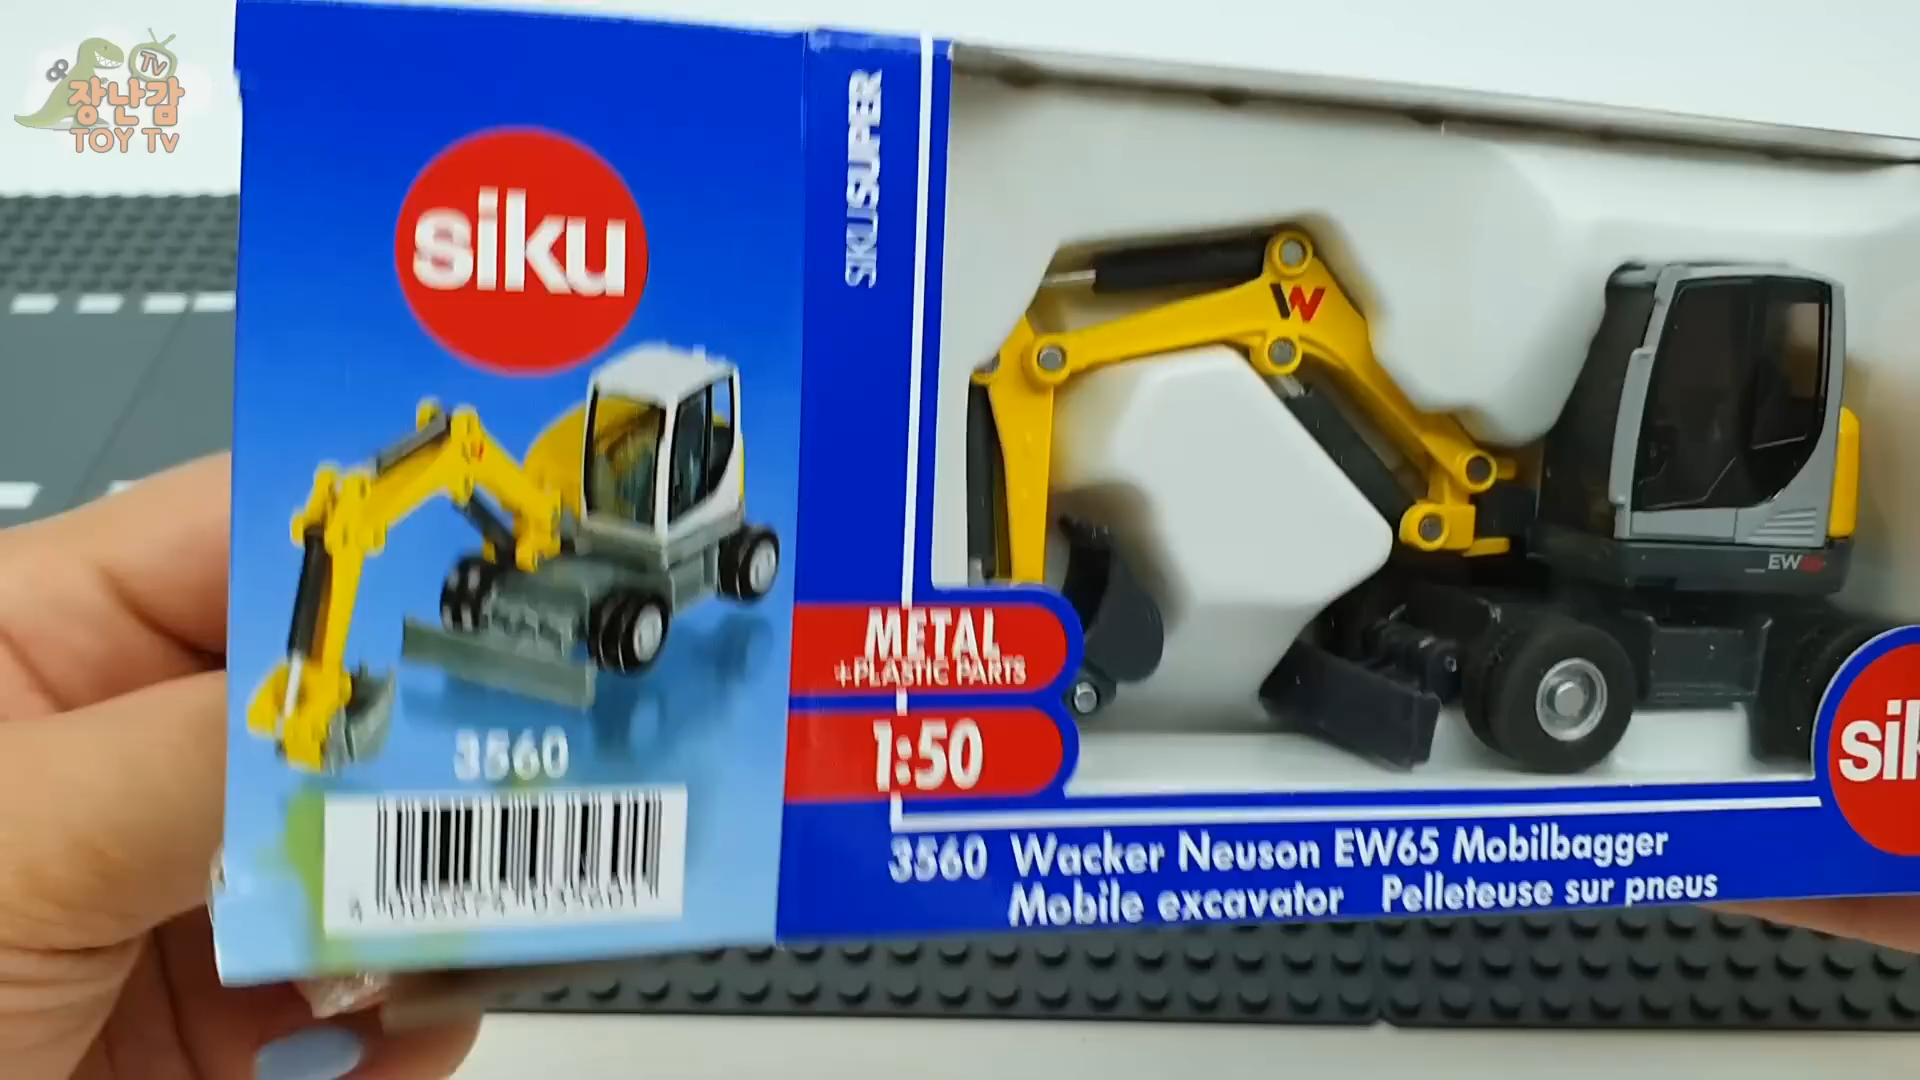 TV
장난감
TOY TV
siku
3560
SIKUSUPER
METAL
+PLASTIC PARTS
1:50
W
EW
3560 Wacker Neuson EW65 Mobilbagger
Mobile excavator Pelleteuse sur pneus